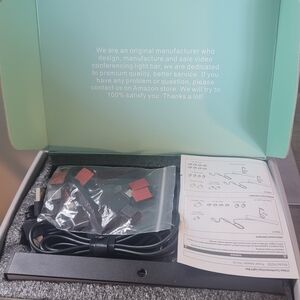 We are an original manufacturer who
design, manufacture and sale video
conferencing light bar, we are dedicated
to premium quality, better service. If you
have any problem or question, please
contact us on Amazon store. We will try to
100% satisfy you. Thanks a lot!